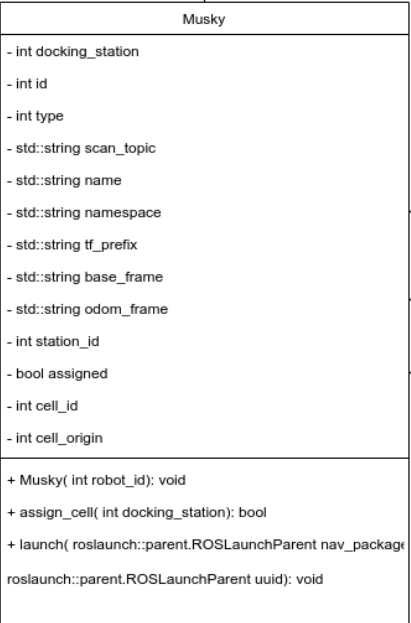 Musky
- int docking_station
- int id
- int type
- std::string scan_topic
- std::string name
- std::string namespace
- std::string tf_prefix
- std::string base_frame
- std::string odom_frame
- int station_id
- bool assigned
- int cell_id
- int cell_origin
+ Musky( int robot_id): void
+ assign_cell( int docking_station): bool
+ launch( roslaunch::parent.ROSLaunchParent nav_package
roslaunch::parent.ROSLaunchParent uuid): void